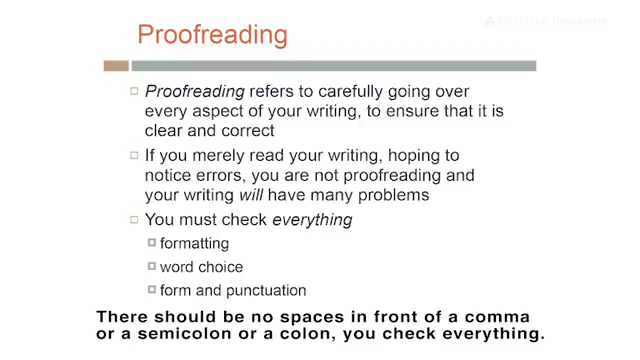 Proofreading
Proofreading refers to carefully going over
every aspect of your writing, to ensure that it is
clear and correct
If you merely read your writing, hoping to
notice errors, you are not proofreading and
your writing will have many problems
You must check everything
formatting
word choice
form and punctuation
There should be no spaces in front of a comma
or a semicolon or a colon, you check everything.